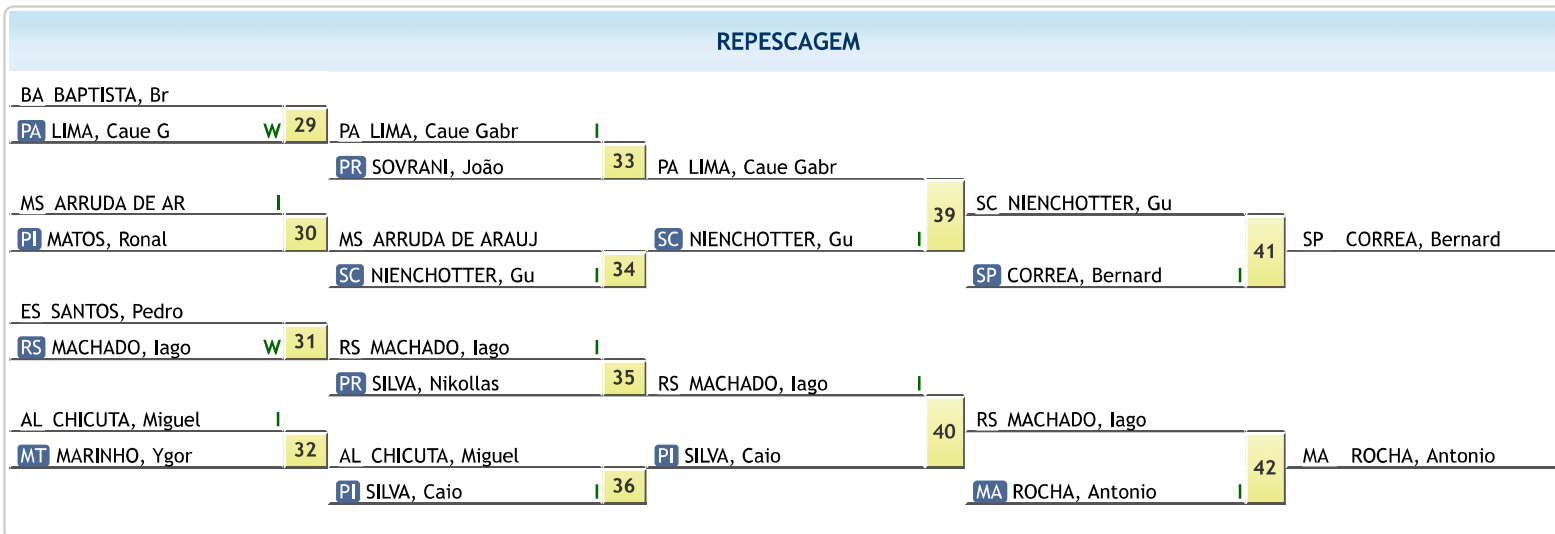 REPESCAGEM
BA BAPTISTA, Br
PA LIMA, Caue G W 29 PA LIMA, Caue Gabr I
PR SOVRANI, João 33 PA LIMA, Caue Gabr
MS ARRUDA DE AR I 39 SC NIENCHOTTER, Gu
PI MATOS, Ronal 30 MS ARRUDA DE ARAUJ SC NIENCHOTTER, Gu I 41 SP CORREA, Bernard
SC NIENCHOTTER, Gu I 34 SP CORREA, Bernard I
ES SANTOS, Pedro
RS MACHADO, Iago W 31 RS MACHADO, Iago I
PR SILVA, Nikollas 35 RS MACHADO, Iago I
AL CHICUTA, Miguel I 40 RS MACHADO, Iago
MT MARINHO, Ygor 32 AL CHICUTA, Miguel PI SILVA, Caio 42 MA ROCHA, Antonio
PI SILVA, Caio I 36 MA ROCHA, Antonio I